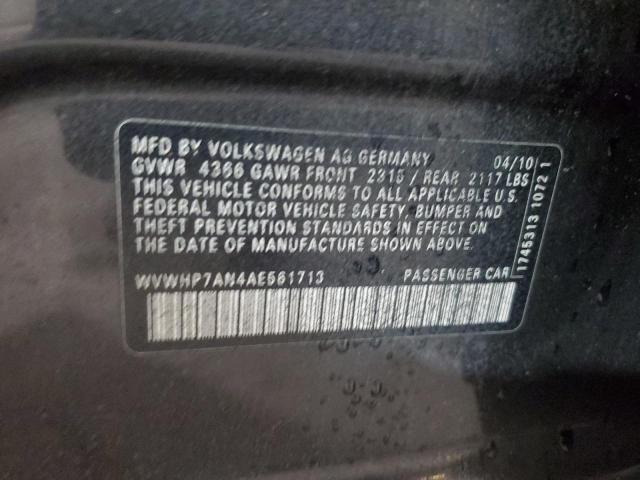 MFD BY VOLKSWAGEN AG GERMANY 04/10
GVWR 4366 GAWR FRONT 2315 / REAR 2117 LBS
THIS VEHICLE CONFORMS TO ALL APPLICABLE U.S.
FEDERAL MOTOR VEHICLE SAFETY, BUMPER AND
THEFT PREVENTION STANDARDS IN EFFECT ON
THE DATE OF MANUFACTURE SHOWN ABOVE.
WVWHP7AN4AE561713 PASSENGER CAR
1745313 1072 1